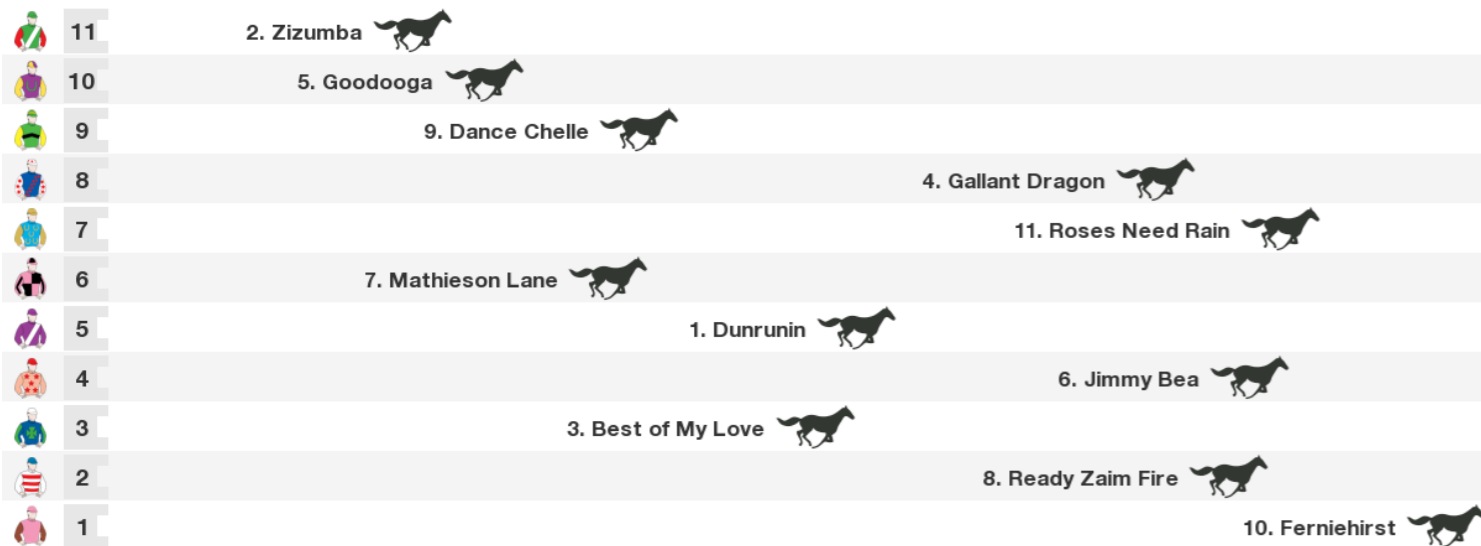 11 2. Zizumba
10 5. Goodooga
9 9. Dance Chelle
8 4. Gallant Dragon
7 11. Roses Need Rain
6 7. Mathieson Lane
5 1. Dunrunin
4 6. Jimmy Bea
3 3. Best of My Love
2 8. Ready Zaim Fire
1 10. Ferniehirst